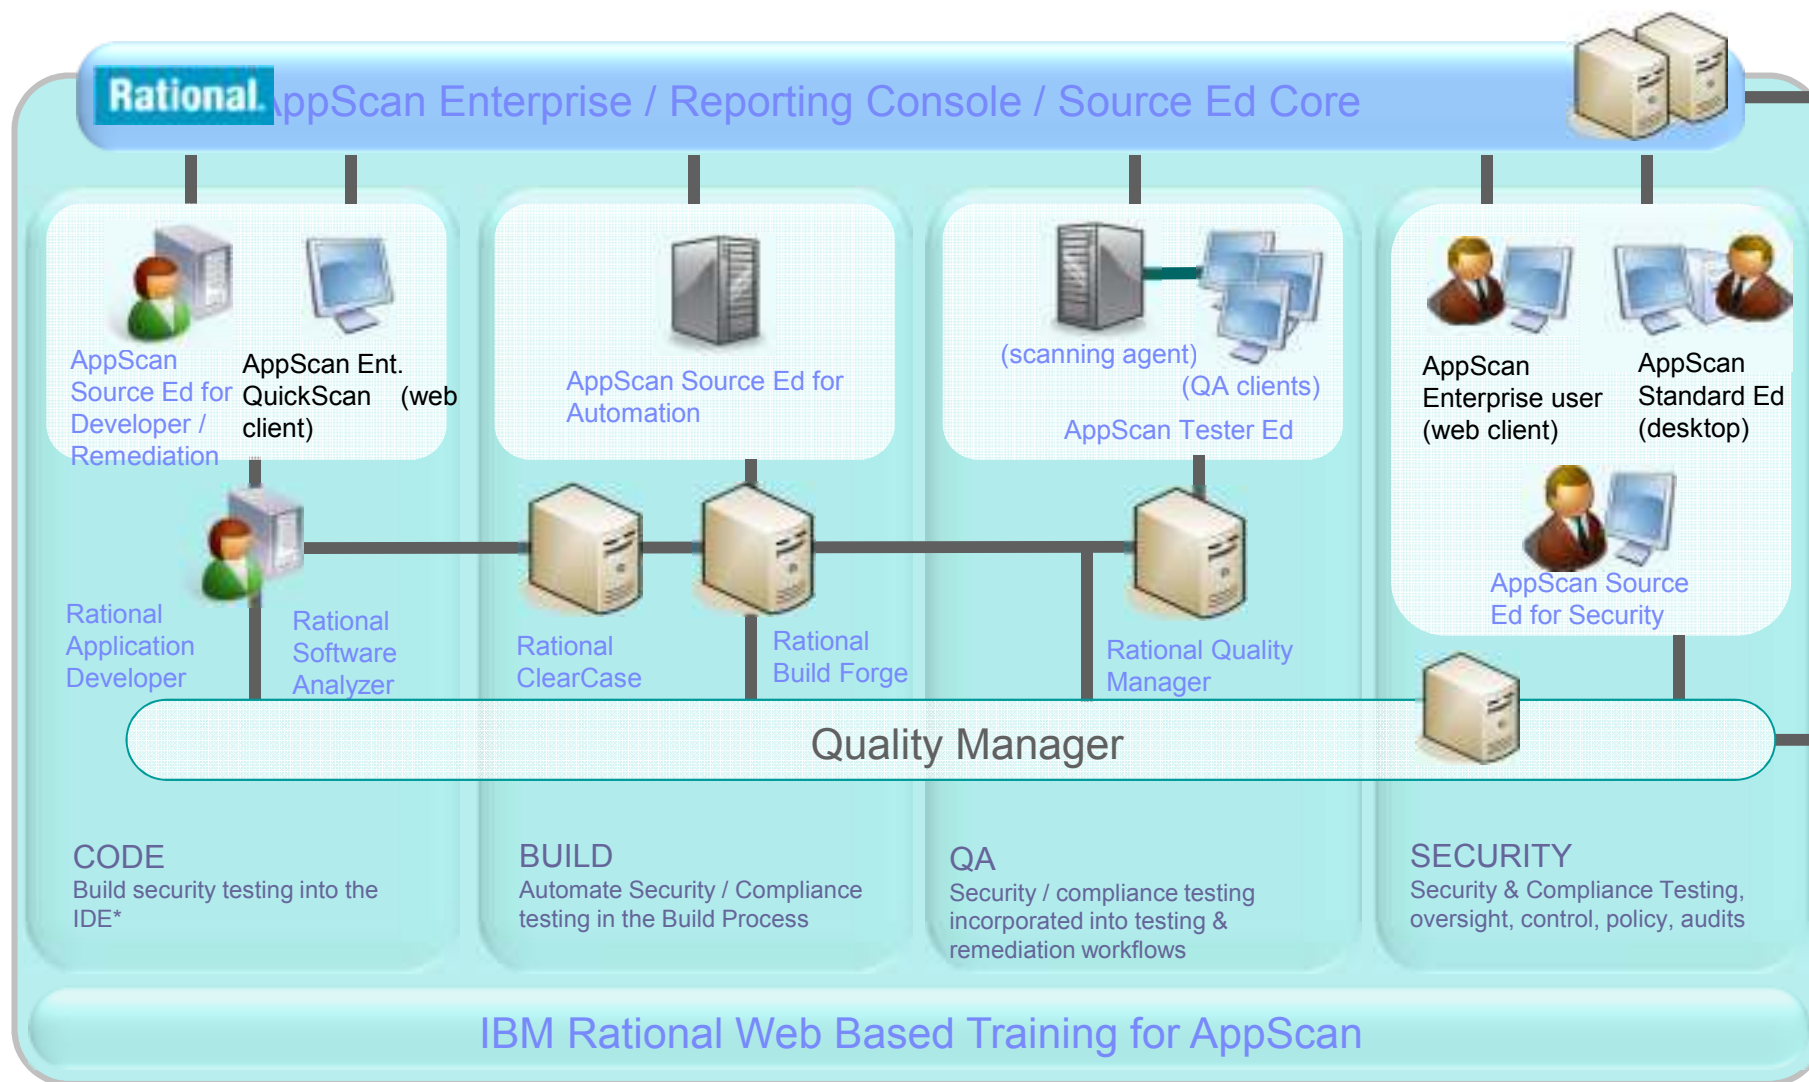 Rational.
AppScan Enterprise / Reporting Console / Source Ed Core
AppScan
Source Ed for
Developer /
Remediation
AppScan Ent.
QuickScan (web
client)
AppScan Source Ed for
Automation
(scanning agent)
(QA clients)
AppScan Tester Ed
AppScan
Enterprise user
(web client)
AppScan
Standard Ed
(desktop)
AppScan Source
Ed for Security
Rational
Application
Developer
Rational
Software
Analyzer
Rational
ClearCase
Rational
Build Forge
Rational Quality
Manager
Quality Manager
CODE
Build security testing into the
IDE*
BUILD
Automate Security / Compliance
testing in the Build Process
QA
Security / compliance testing
incorporated into testing &
remediation workflows
SECURITY
Security & Compliance Testing,
oversight, control, policy, audits
IBM Rational Web Based Training for AppScan